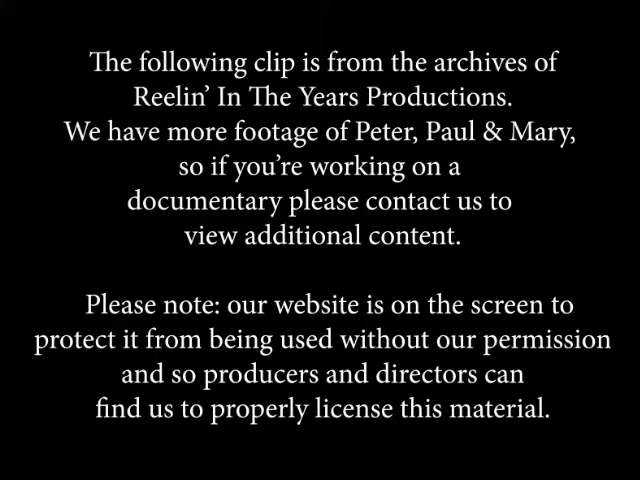 The following clip is from the archives of
Reelin’ In The Years Productions.
We have more footage of Peter, Paul & Mary,
so if you’re working on a
documentary please contact us to
view additional content.
Please note: our website is on the screen to
protect it from being used without our permission
and so producers and directors can
find us to properly license this material.